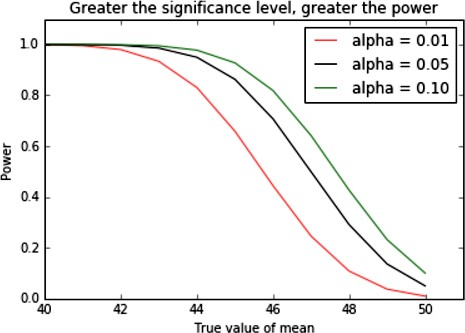 Greater the significance level, greater the power
alpha = 0.01
alpha = 0.05
alpha = 0.10
1.0
0.8
0.6
0.4
0.2
0.0
Power
40
42
44
46
48
50
True value of mean